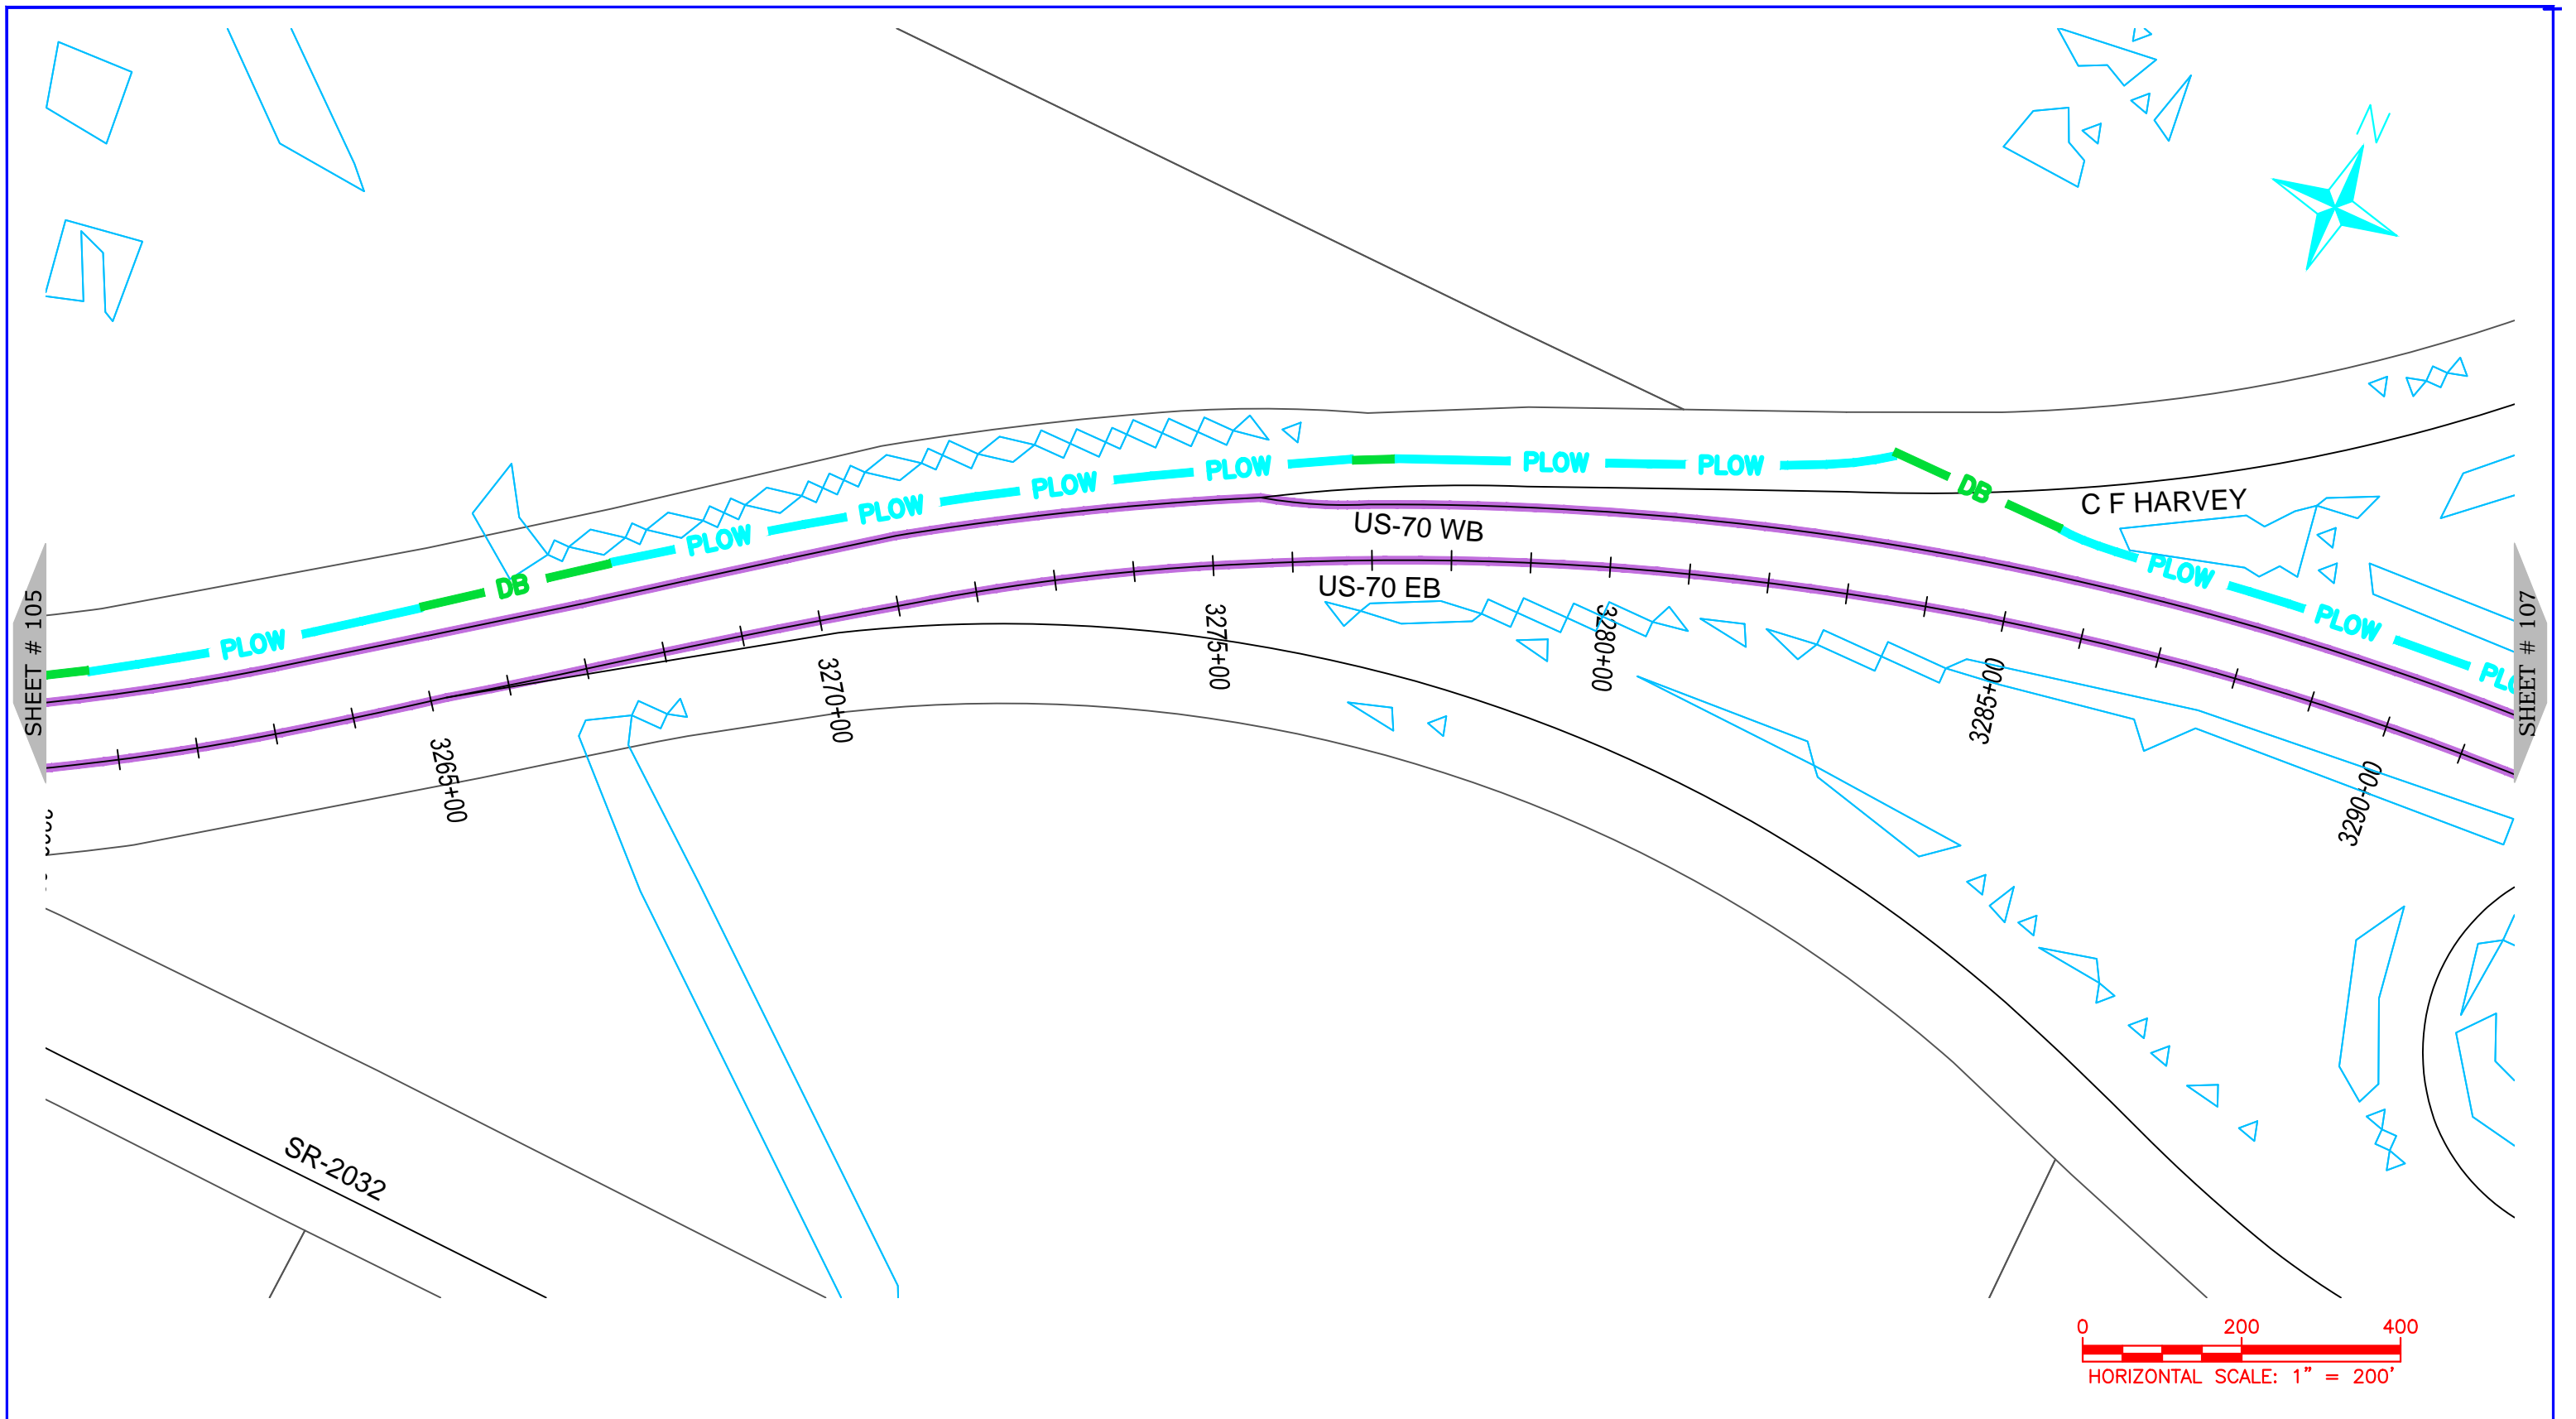 N
PLOW
DB
PLOW
PLOW
PLOW
PLOW
PLOW
PLOW
DB
PLOW
PLOW
C F HARVEY
US-70 WB
US-70 EB
SHEET # 105
SHEET # 107
3265+00
3270+00
3275+00
3280+00
3285+00
3290+00
SR-2032
0 200 400
HORIZONTAL SCALE: 1" = 200'